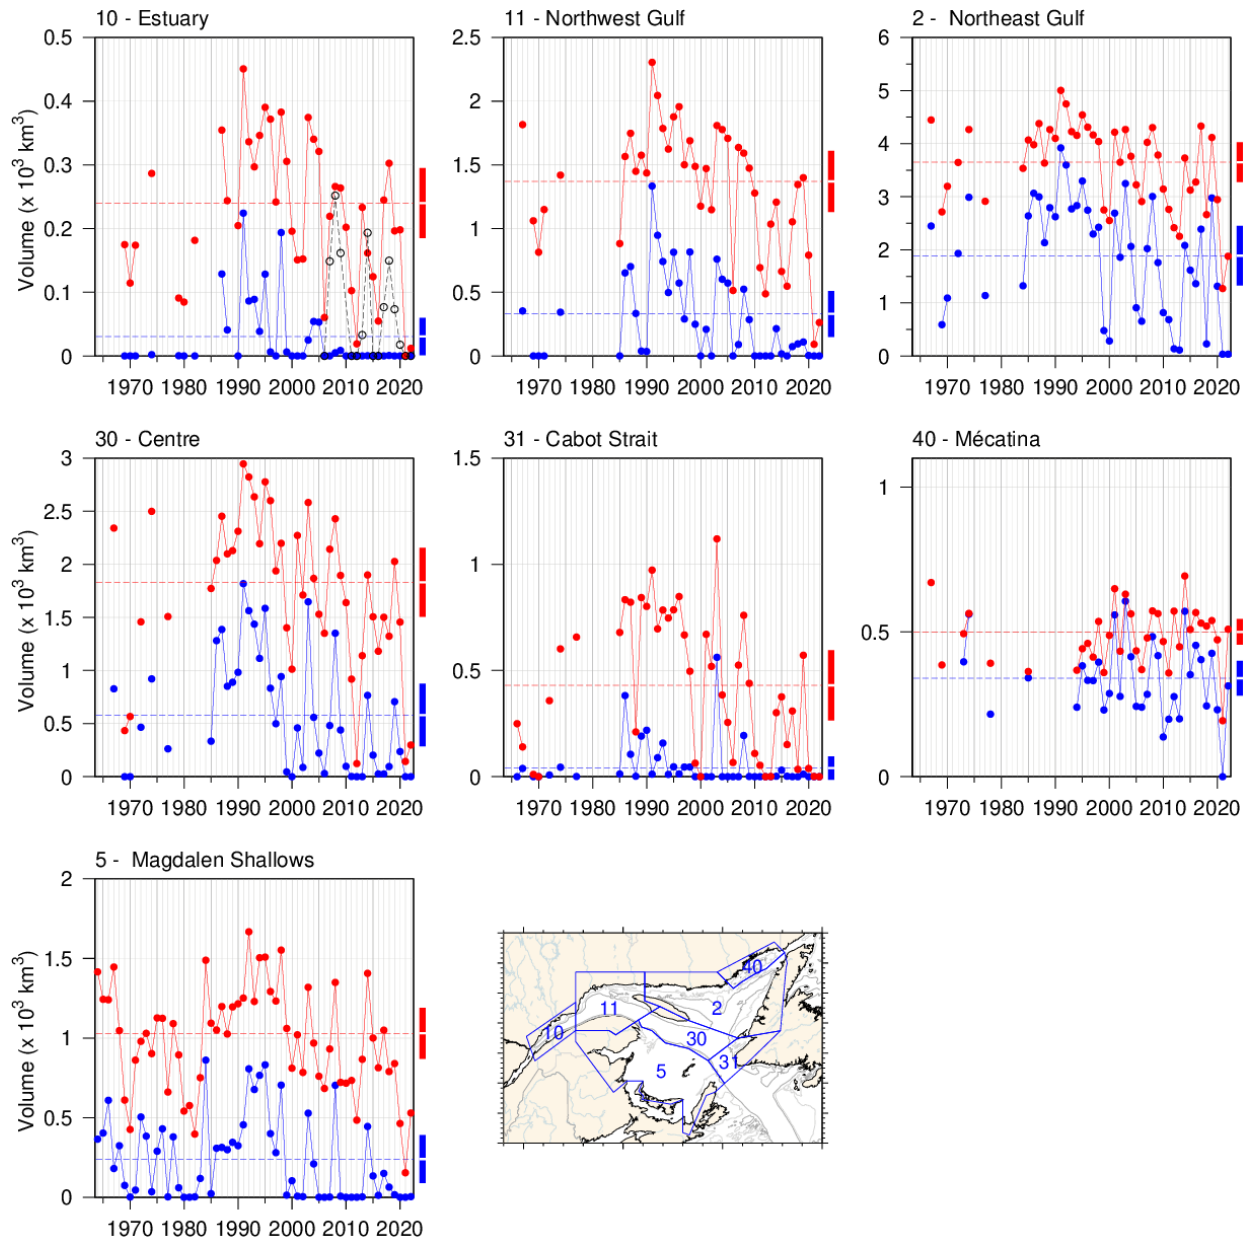 10 - Estuary
11 - Northwest Gulf
2 - Northeast Gulf
Volume (x 10³ km³)
0.5
0.4
0.3
0.2
0.1
0
1970 1980 1990 2000 2010 2020
2.5
2
1.5
1
0.5
0
1970 1980 1990 2000 2010 2020
6
5
4
3
2
1
0
1970 1980 1990 2000 2010 2020
30 - Centre
31 - Cabot Strait
40 - Mécatina
Volume (x 10³ km³)
3
2.5
2
1.5
1
0.5
0
1970 1980 1990 2000 2010 2020
1.5
1
0.5
0
1970 1980 1990 2000 2010 2020
1
0.5
0
1970 1980 1990 2000 2010 2020
5 - Magdalen Shallows
Volume (x 10³ km³)
2
1.5
1
0.5
0
1970 1980 1990 2000 2010 2020
40
2
11
10
30
31
5